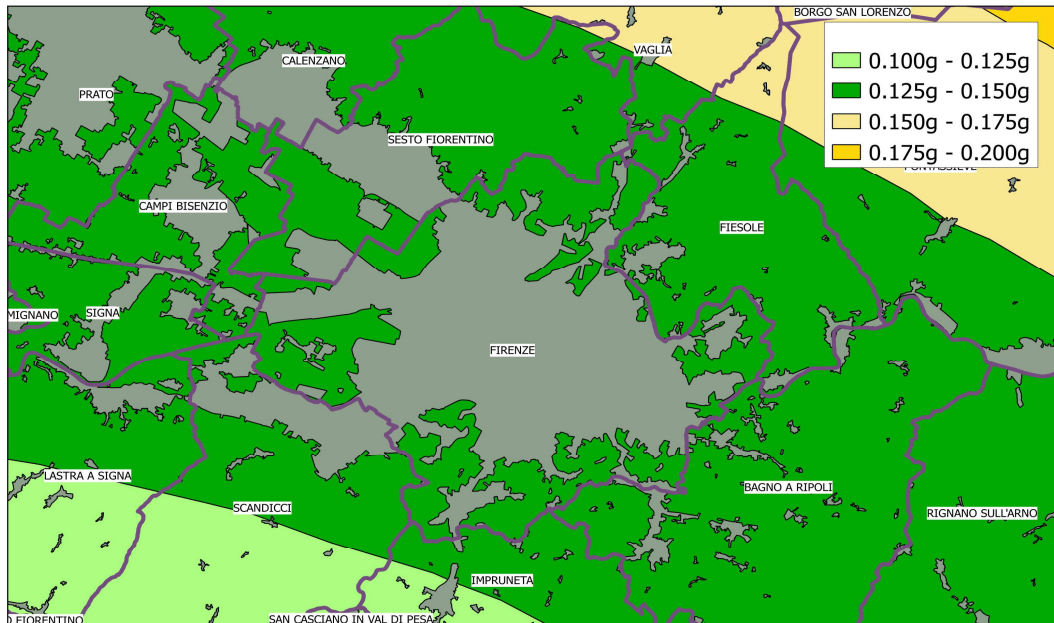 BORGO SAN LORENZO
VAGLIA
CALENZANO
PRATO
SESTO FIORENTINO
CAMPI BISENZIO
FIESOLE
MIGNANO
SIGNA
FIRENZE
LASTRA A SIGNA
SCANDICCI
BAGNO A RIPOLI
RIGNANO SULL'ARNO
IMPRUNETA
O FIORENTINO
SAN CASCIANO IN VAL DI PESA
0.100g - 0.125g
0.125g - 0.150g
0.150g - 0.175g
0.175g - 0.200g